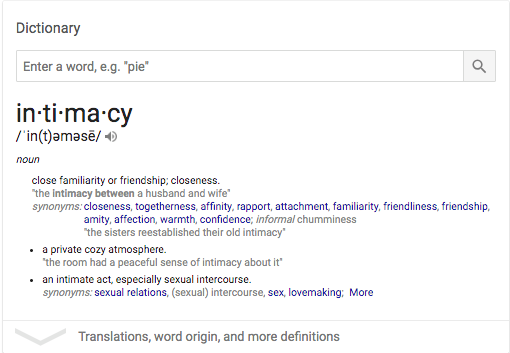 Dictionary
Enter a word, e.g. "pie"
in·ti·ma·cy
/ˈin(t)əməsē/
noun
close familiarity or friendship; closeness.
"the intimacy between a husband and wife"
synonyms: closeness, togetherness, affinity, rapport, attachment, familiarity, friendliness, friendship,
amity, affection, warmth, confidence; informal chumminess
"the sisters reestablished their old intimacy"
• a private cozy atmosphere.
"the room had a peaceful sense of intimacy about it"
• an intimate act, especially sexual intercourse.
synonyms: sexual relations, (sexual) intercourse, sex, lovemaking; More
Translations, word origin, and more definitions